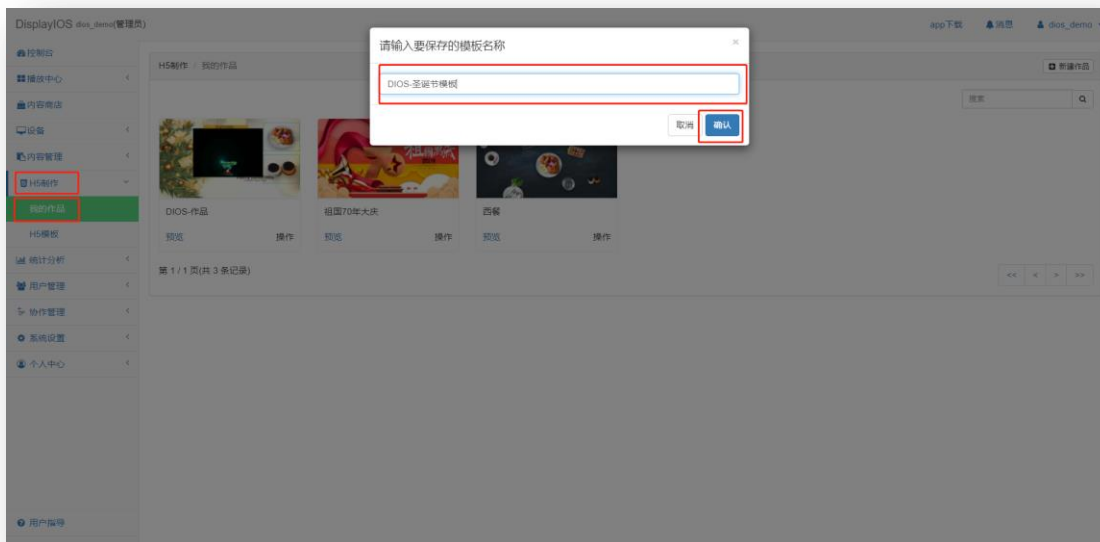 DisplayIOS dios_demo(管理员)
app下载 消息 dios_demo
控制台
播放中心
内容商店
设备
内容管理
H5制作
我的作品
H5模板
统计分析
用户管理
协作管理
系统设置
个人中心
用户指导
H5制作 / 我的作品
新建作品
搜索
请输入要保存的模板名称 ×
DIOS-圣诞节模板
取消 确认
DIOS-作品 祖国70年大庆 西餐
预览 操作 预览 操作 预览 操作
第 1 / 1 页(共 3 条记录)
<< < > >>